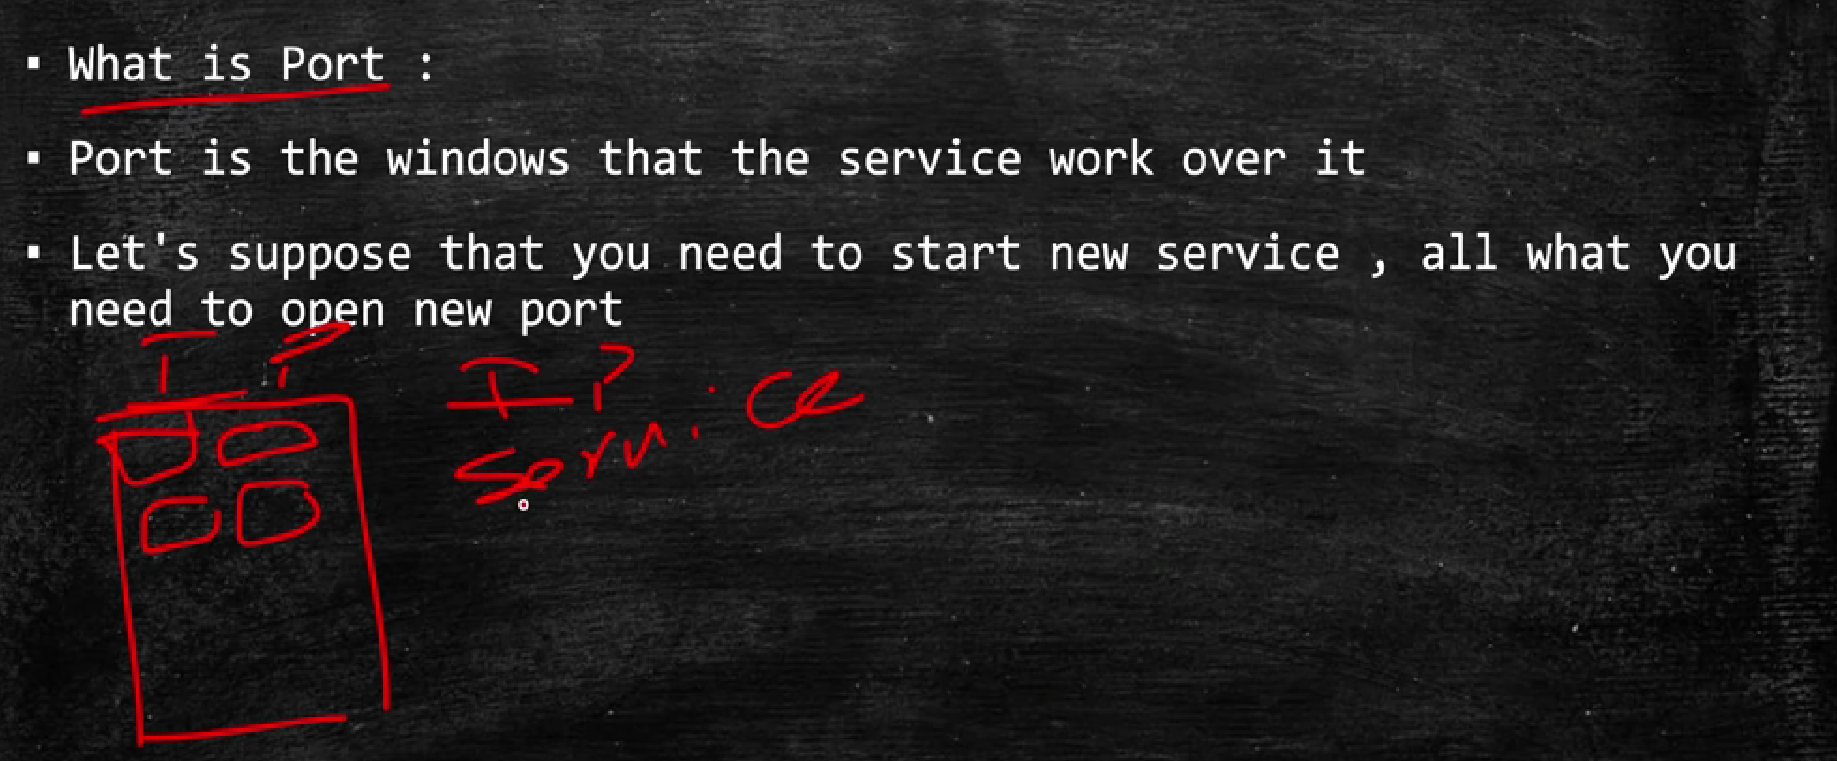 ▪ What is Port :
▪ Port is the windows that the service work over it
▪ Let's suppose that you need to start new service , all what you
need to open new port
IP
IP
Service